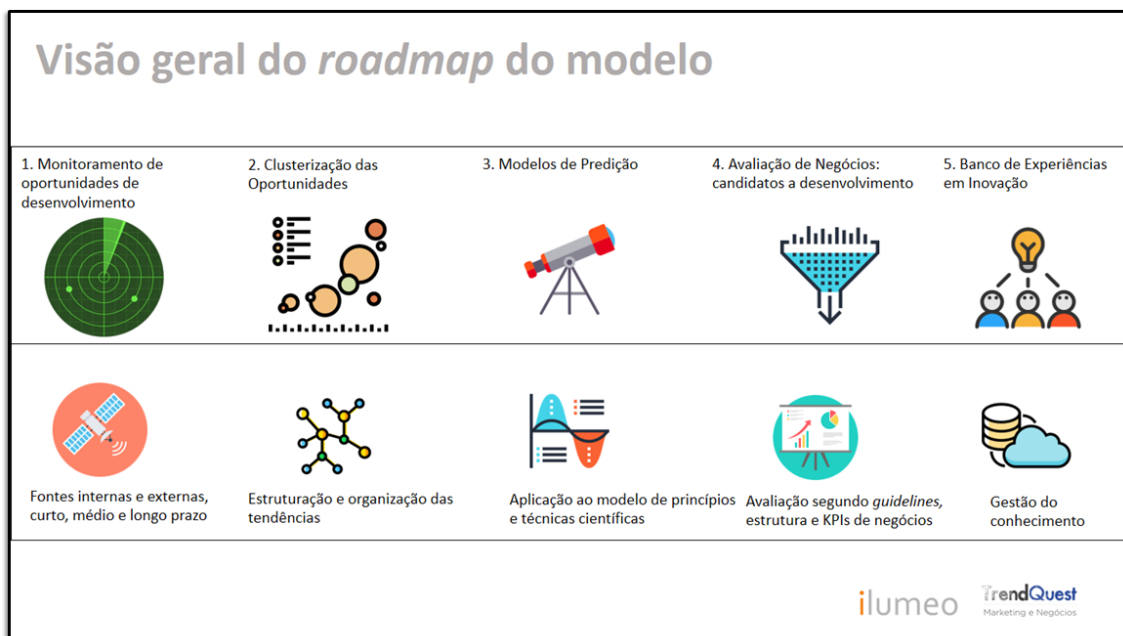 Visão geral do roadmap do modelo
1. Monitoramento de
oportunidades de
desenvolvimento
2. Clusterização das
Oportunidades
3. Modelos de Predição
4. Avaliação de Negócios:
candidatos a desenvolvimento
5. Banco de Experiências
em Inovação
Fontes internas e externas,
curto, médio e longo prazo
Estruturação e organização das
tendências
Aplicação ao modelo de princípios
e técnicas científicas
Avaliação segundo guidelines,
estrutura e KPIs de negócios
Gestão do
conhecimento
ilumeo
TrendQuest
Marketing e Negócios